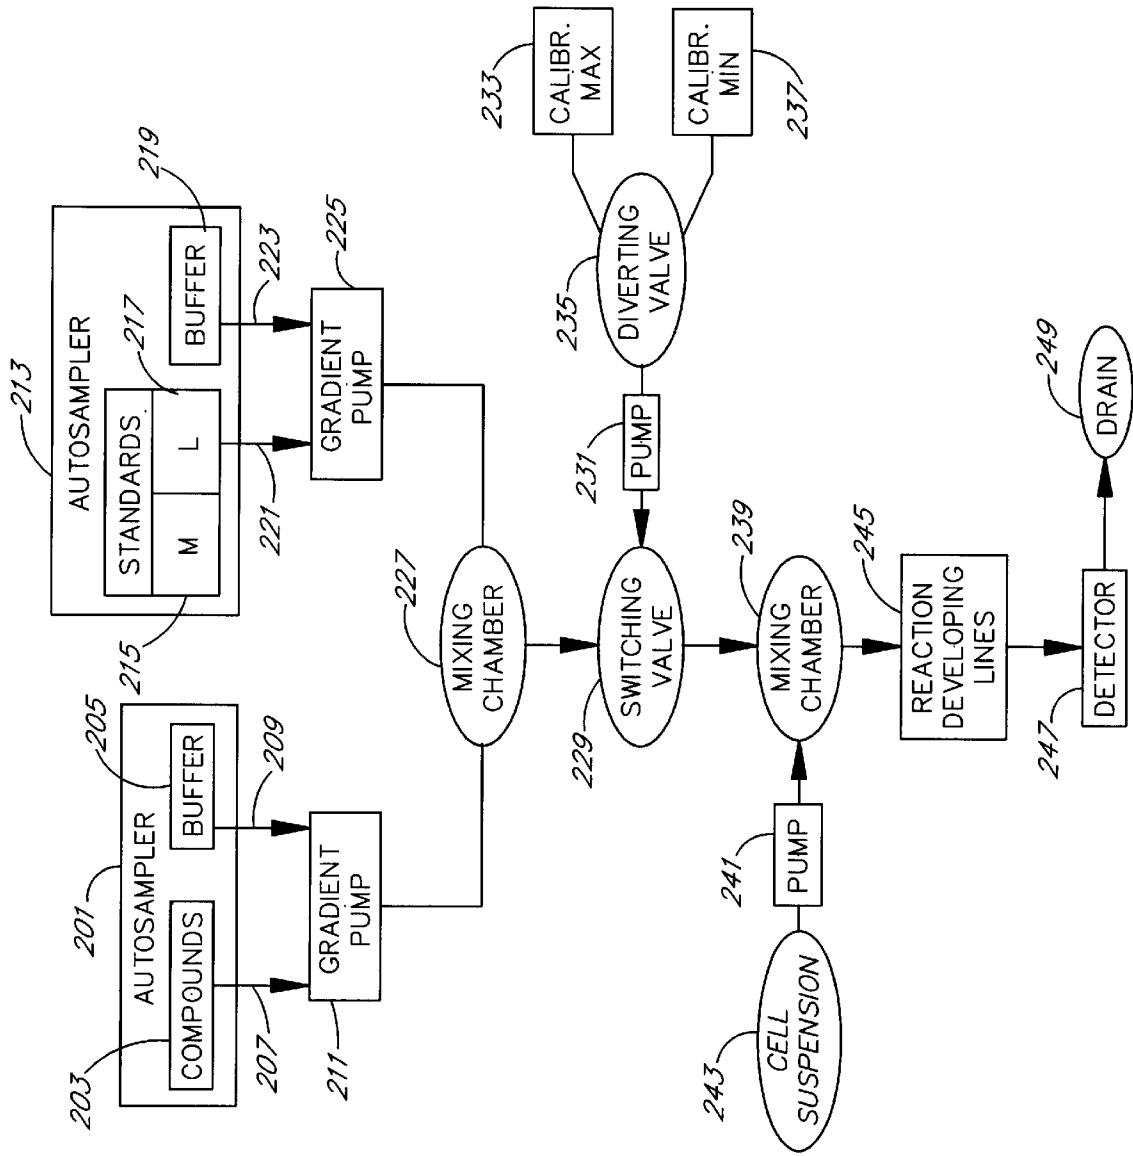 201
AUTOSAMPLER
203
COMPOUNDS
205
BUFFER
207
209
211
GRADIENT
PUMP
213
AUTOSAMPLER
STANDARDS.
M
L
215
217
BUFFER
219
221
223
GRADIENT
PUMP
225
227
MIXING
CHAMBER
229
SWITCHING
VALVE
231
PUMP
235
DIVERTING
VALVE
233
CALIBR.
MAX
CALIBR.
MIN
237
239
MIXING
CHAMBER
241
PUMP
243
CELL
SUSPENSION
245
REACTION
DEVELOPING
LINES
247
DETECTOR
249
DRAIN